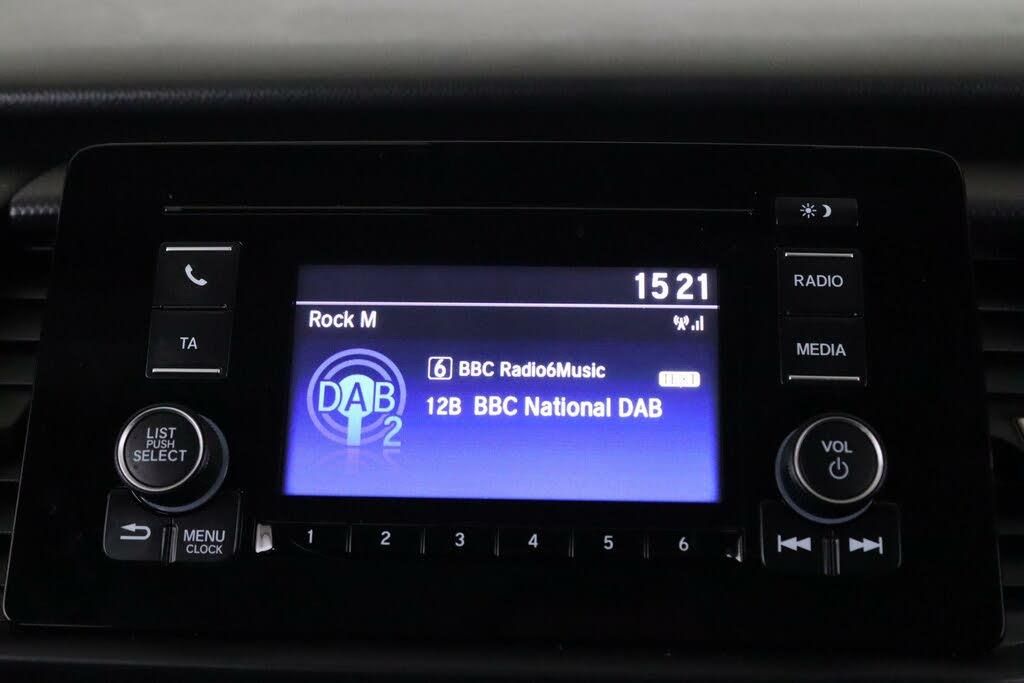 15 21
RADIO
Rock M
TA
MEDIA
6 BBC Radio6Music
DAB
2
12B BBC National DAB
LIST
PUSH
SELECT
VOL
MENU
CLOCK
1 2 3 4 5 6